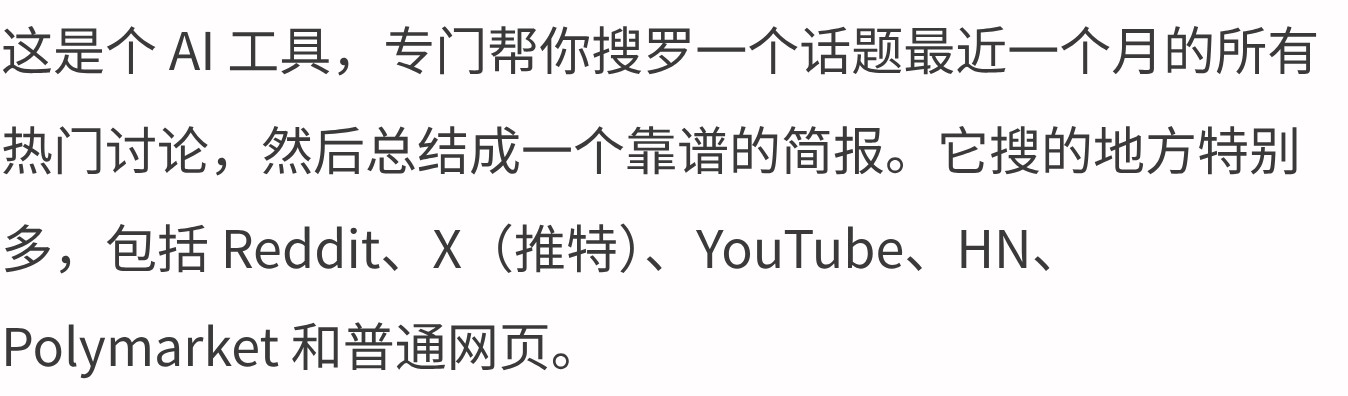 这是个 AI 工具，专门帮你搜罗一个话题最近一个月的所有
热门讨论，然后总结成一个靠谱的简报。它搜的地方特别
多，包括 Reddit、X（推特）、YouTube、HN、
Polymarket 和普通网页。